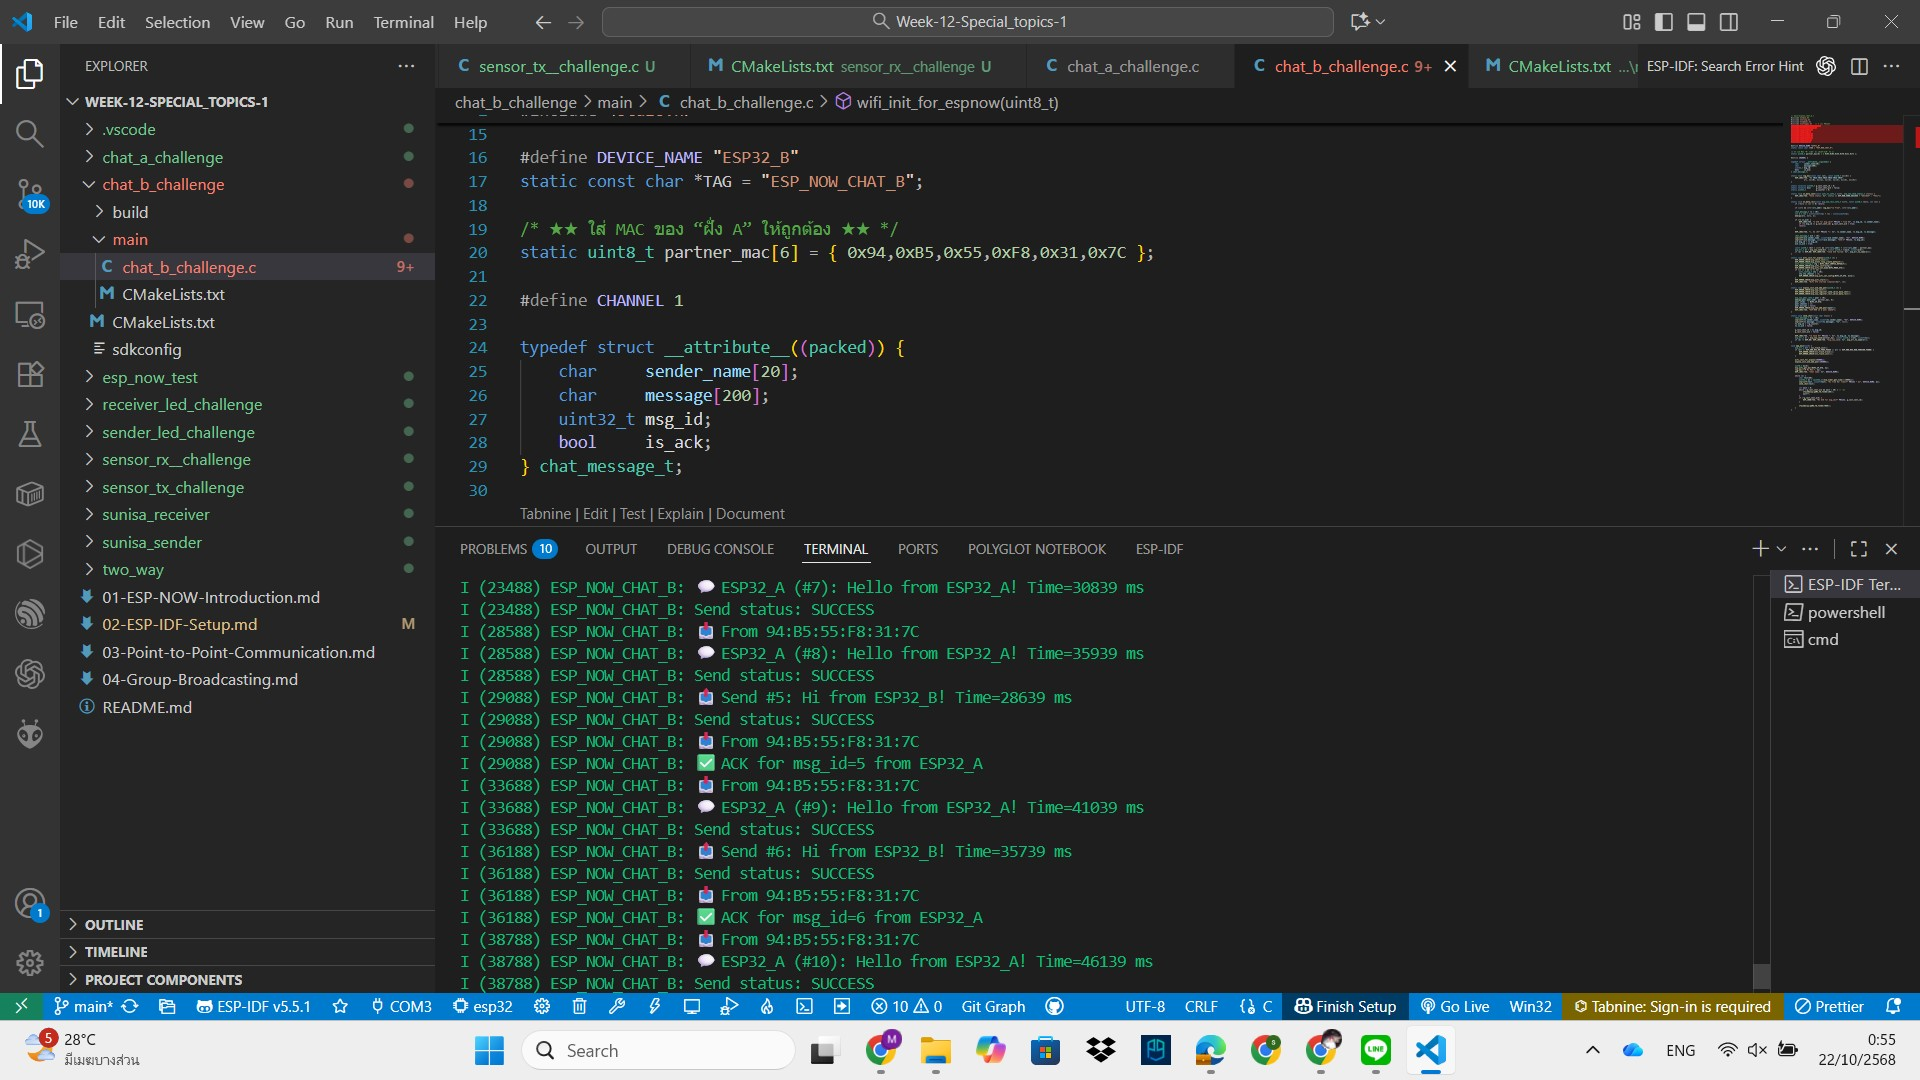 File Edit Selection View Go Run Terminal Help
Week-12-Special_topics-1
EXPLORER
WEEK-12-SPECIAL_TOPICS-1
.vscode
chat_a_challenge
chat_b_challenge
build
main
chat_b_challenge.c 9+
CMakeLists.txt
CMakeLists.txt
sdkconfig
esp_now_test
receiver_led_challenge
sender_led_challenge
sensor_rx__challenge
sensor_tx_challenge
sunisa_receiver
sunisa_sender
two_way
01-ESP-NOW-Introduction.md
02-ESP-IDF-Setup.md M
03-Point-to-Point-Communication.md
04-Group-Broadcasting.md
README.md
OUTLINE
TIMELINE
PROJECT COMPONENTS
10K
1
sensor_tx__challenge.c U
CMakeLists.txt sensor_rx__challenge U
chat_a_challenge.c
chat_b_challenge.c 9+
CMakeLists.txt
ESP-IDF: Search Error Hint
chat_b_challenge > main > C chat_b_challenge.c > wifi_init_for_espnow(uint8_t)
15
16 #define DEVICE_NAME "ESP32_B"
17 static const char *TAG = "ESP_NOW_CHAT_B";
18
19 /* ★★ ใส่ MAC ของ “ฝั่ง A” ให้ถูกต้อง ★★ */
20 static uint8_t partner_mac[6] = { 0x94,0xB5,0x55,0xF8,0x31,0x7C };
21
22 #define CHANNEL 1
23
24 typedef struct __attribute__((packed)) {
25 char sender_name[20];
26 char message[200];
27 uint32_t msg_id;
28 bool is_ack;
29 } chat_message_t;
30
Tabnine | Edit | Test | Explain | Document
PROBLEMS 10 OUTPUT DEBUG CONSOLE TERMINAL PORTS POLYGLOT NOTEBOOK ESP-IDF
I (23488) ESP_NOW_CHAT_B: 💬 ESP32_A (#7): Hello from ESP32_A! Time=30839 ms
I (23488) ESP_NOW_CHAT_B: Send status: SUCCESS
I (28588) ESP_NOW_CHAT_B: 📩 From 94:B5:55:F8:31:7C
I (28588) ESP_NOW_CHAT_B: 💬 ESP32_A (#8): Hello from ESP32_A! Time=35939 ms
I (28588) ESP_NOW_CHAT_B: Send status: SUCCESS
I (29088) ESP_NOW_CHAT_B: 📤 Send #5: Hi from ESP32_B! Time=28639 ms
I (29088) ESP_NOW_CHAT_B: Send status: SUCCESS
I (29088) ESP_NOW_CHAT_B: 📩 From 94:B5:55:F8:31:7C
I (29088) ESP_NOW_CHAT_B: ✅ ACK for msg_id=5 from ESP32_A
I (33688) ESP_NOW_CHAT_B: 📩 From 94:B5:55:F8:31:7C
I (33688) ESP_NOW_CHAT_B: 💬 ESP32_A (#9): Hello from ESP32_A! Time=41039 ms
I (33688) ESP_NOW_CHAT_B: Send status: SUCCESS
I (36188) ESP_NOW_CHAT_B: 📤 Send #6: Hi from ESP32_B! Time=35739 ms
I (36188) ESP_NOW_CHAT_B: Send status: SUCCESS
I (36188) ESP_NOW_CHAT_B: 📩 From 94:B5:55:F8:31:7C
I (36188) ESP_NOW_CHAT_B: ✅ ACK for msg_id=6 from ESP32_A
I (38788) ESP_NOW_CHAT_B: 📩 From 94:B5:55:F8:31:7C
I (38788) ESP_NOW_CHAT_B: 💬 ESP32_A (#10): Hello from ESP32_A! Time=46139 ms
I (38788) ESP_NOW_CHAT_B: Send status: SUCCESS
ESP-IDF Ter...
powershell
cmd
main* ESP-IDF v5.5.1 COM3 esp32 10 0 Git Graph UTF-8 CRLF {} C Finish Setup Go Live Win32 Tabnine: Sign-in is required Prettier
5
28°C
มีเมฆบางส่วน
Search
LINE
ENG
0:55
22/10/2568